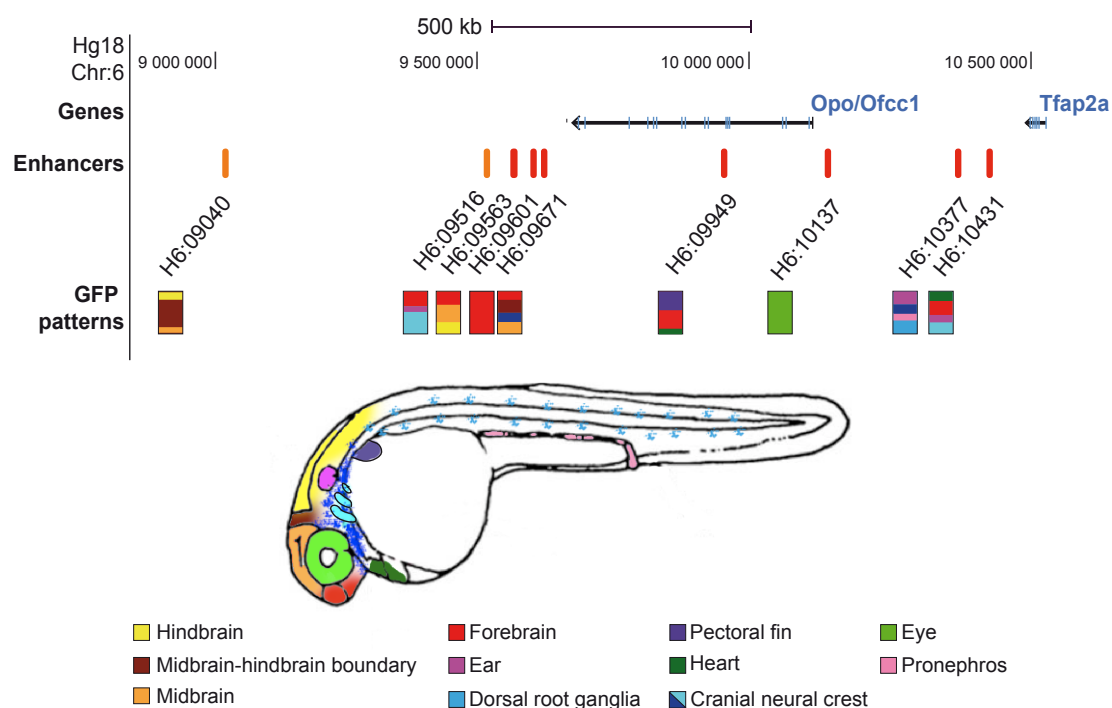 500 kb
Hg18
Chr:6
9 000 000
9 500 000
10 000 000
10 500 000
Genes
Opo/Ofcc1
Tfap2a
Enhancers
H6:09040
H6:09516
H6:09563
H6:09601
H6:09671
H6:09949
H6:10137
H6:10377
H6:10431
GFP
patterns
Hindbrain
Forebrain
Pectoral fin
Eye
Midbrain-hindbrain boundary
Ear
Heart
Pronephros
Midbrain
Dorsal root ganglia
Cranial neural crest